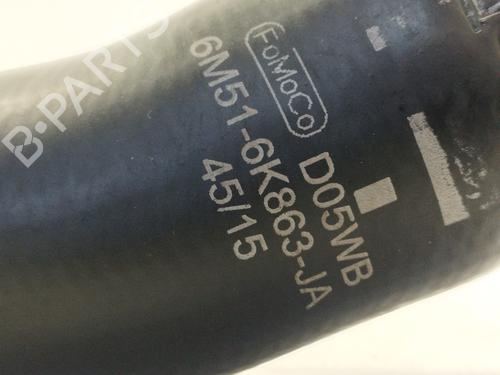 FoMoCo
D05WB
6M51-6K863-JA
45/15
B-PARTS